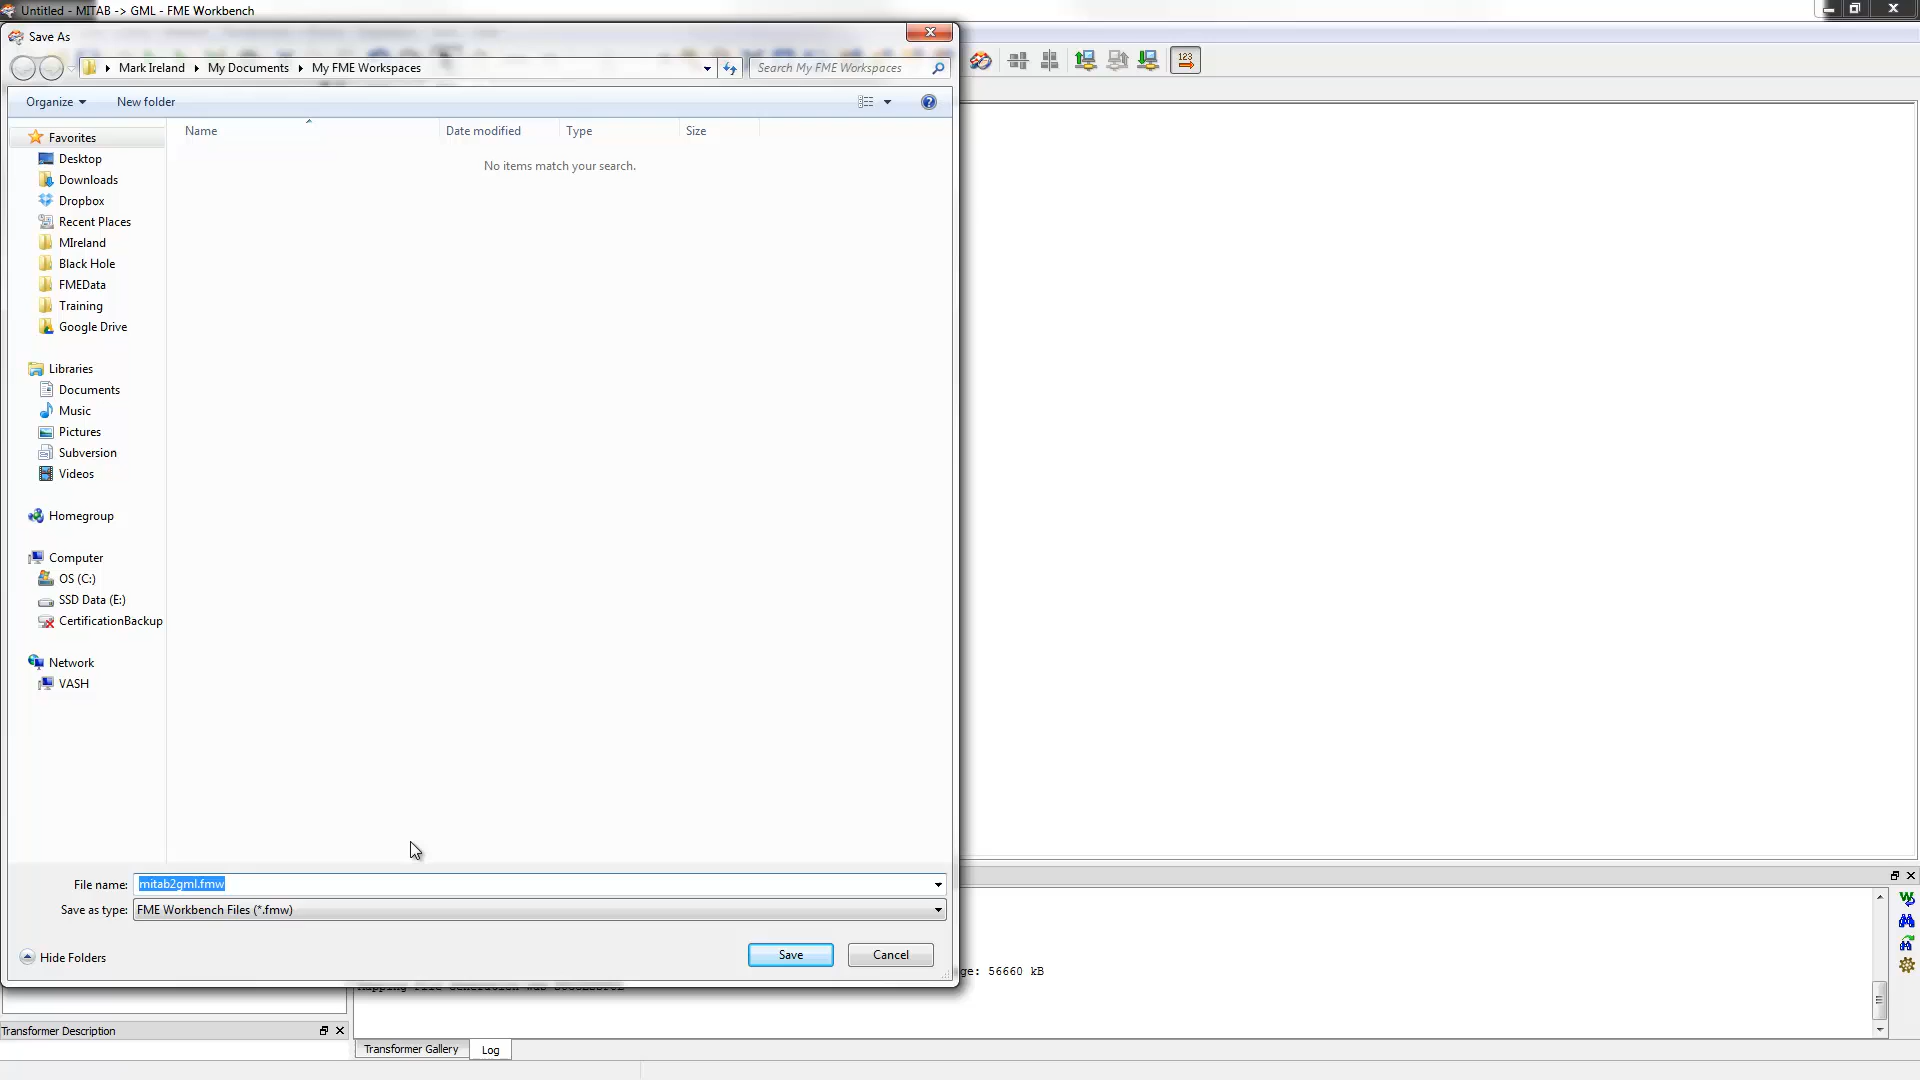 Untitled - MITAB -> GML - FME Workbench
Save As
Mark Ireland My Documents My FME Workspaces
Search My FME Workspaces
123
Organize New folder
Name Date modified Type Size
No items match your search.
Favorites
Desktop
Downloads
Dropbox
Recent Places
MIreland
Black Hole
FMEData
Training
Google Drive
Libraries
Documents
Music
Pictures
Subversion
Videos
Homegroup
Computer
OS (C:)
SSD Data (E:)
CertificationBackup
Network
VASH
File name: mitab2gml.fmw
Save as type: FME Workbench Files (*.fmw)
Hide Folders
Save
Cancel
ge: 56660 kB
Transformer Description
Transformer Gallery
Log